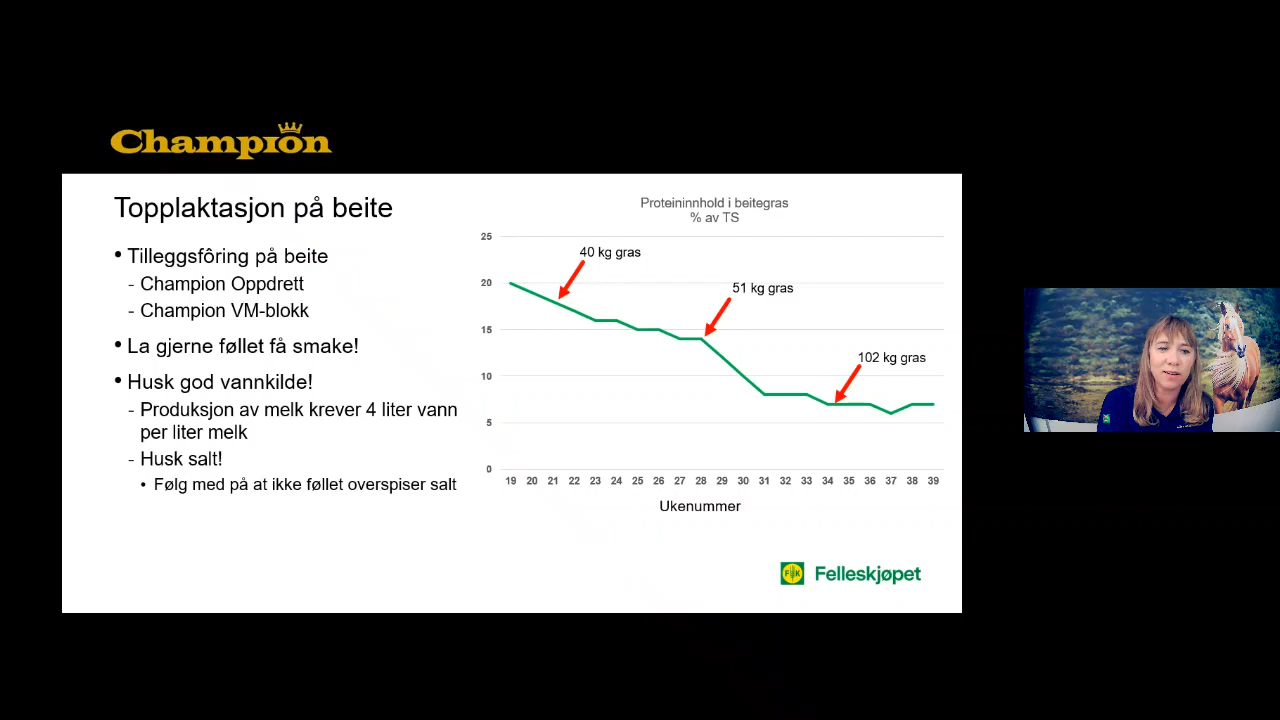 Champion
Topplaktasjon på beite
• Tilleggsfôring på beite
- Champion Oppdrett
- Champion VM-blokk
• La gjerne føllet få smake!
• Husk god vannkilde!
- Produksjon av melk krever 4 liter vann
per liter melk
- Husk salt!
• Følg med på at ikke føllet overspiser salt
Proteininnhold i beitegras
% av TS
25
20
15
10
5
0
40 kg gras
51 kg gras
102 kg gras
19 20 21 22 23 24 25 26 27 28 29 30 31 32 33 34 35 36 37 38 39
Ukenummer
FK Felleskjøpet